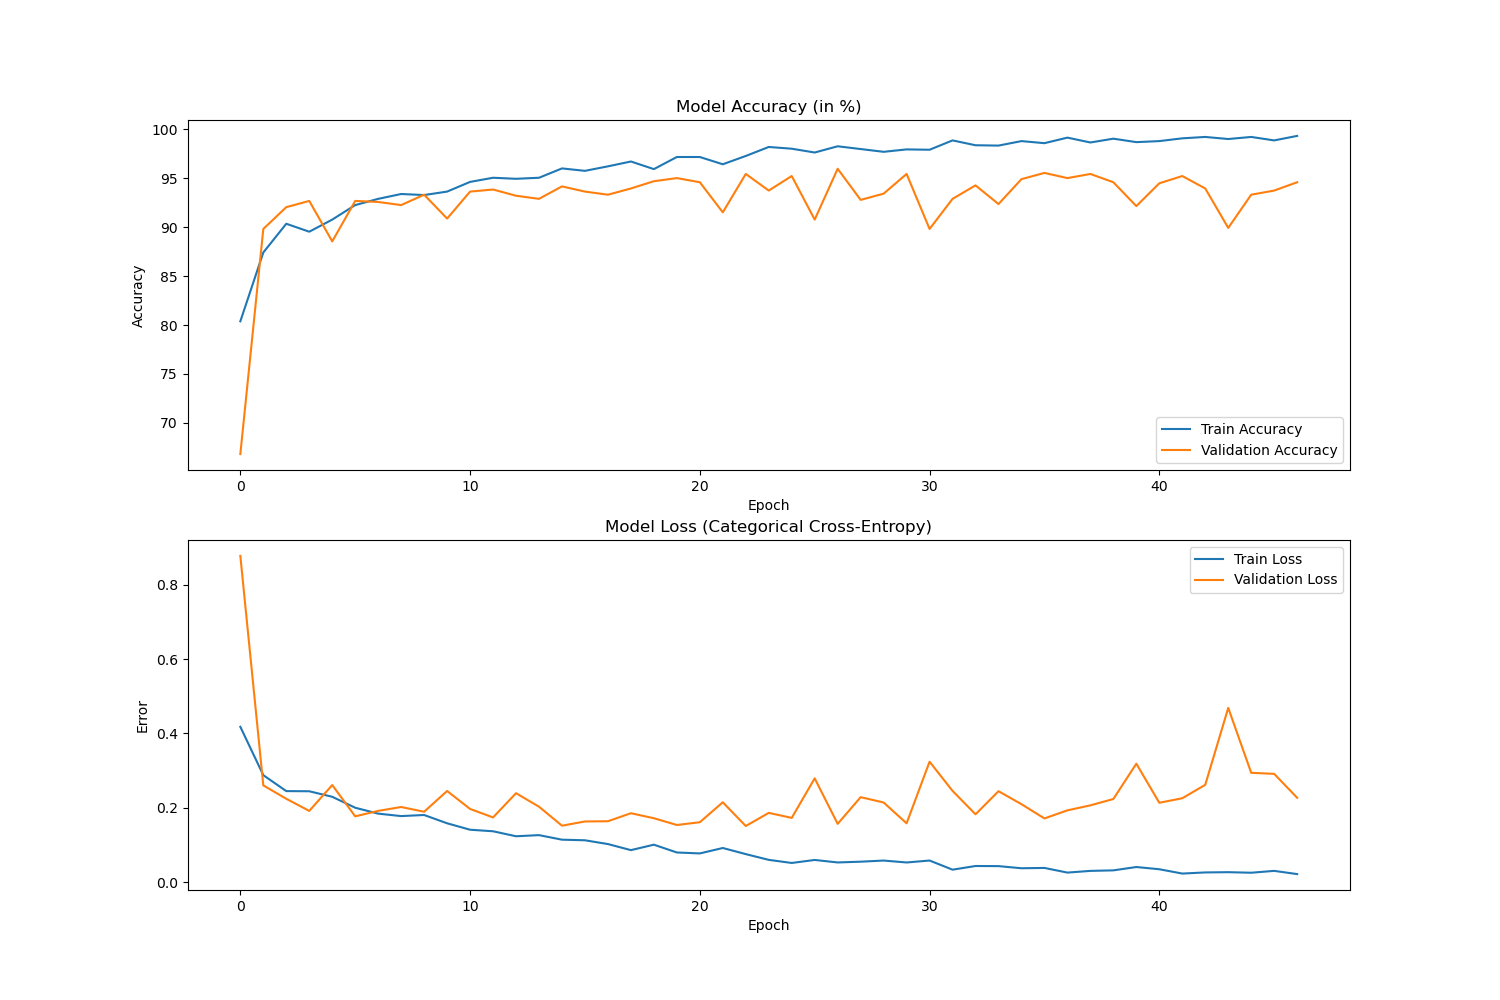 Model Accuracy (in %)
100
95
90
85
80
75
70
Accuracy
Train Accuracy
Validation Accuracy
0 10 20 30 40
Epoch
Model Loss (Categorical Cross-Entropy)
Train Loss
Validation Loss
0.8
0.6
0.4
0.2
0.0
Error
0 10 20 30 40
Epoch